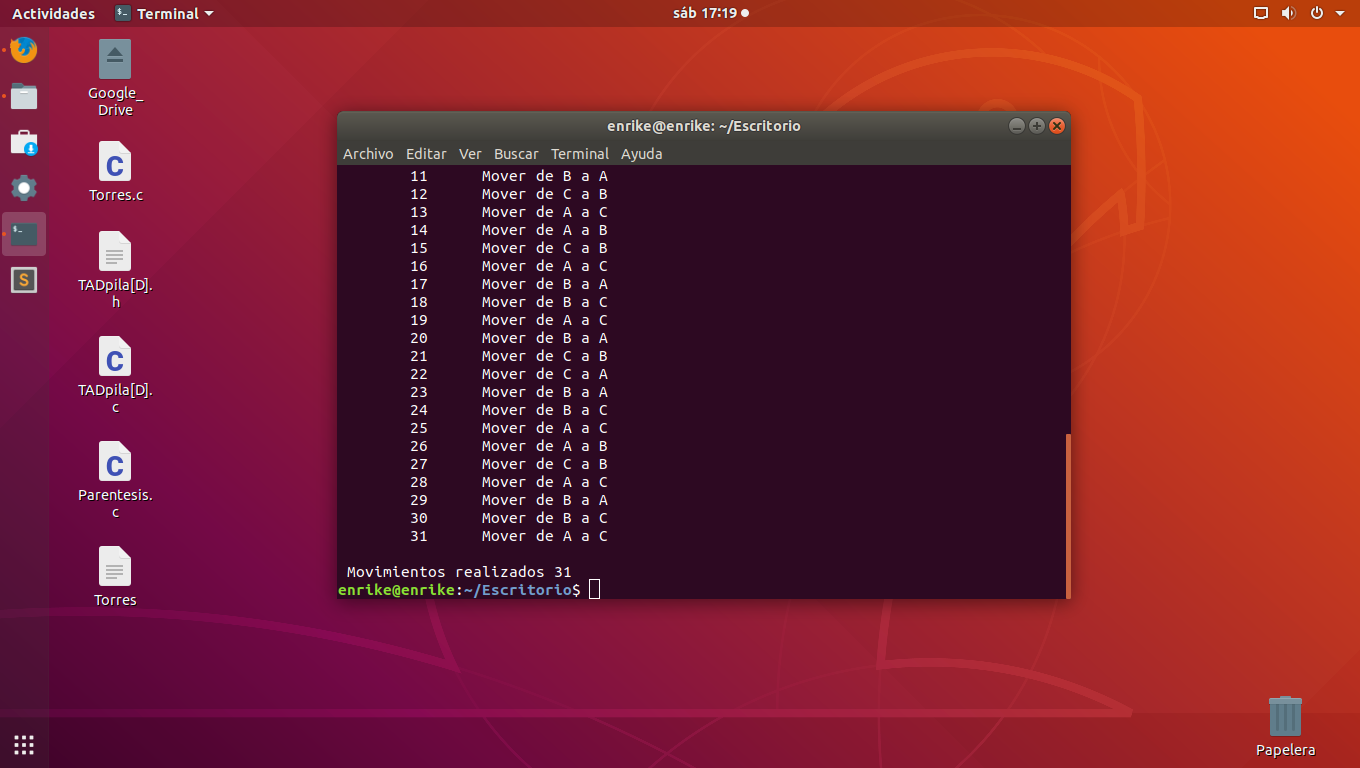 Actividades Terminal sáb 17:19
Google_
Drive
Torres.c
TADpila[D].
h
TADpila[D].
c
Parentesis.
c
Torres
enrike@enrike: ~/Escritorio
Archivo Editar Ver Buscar Terminal Ayuda
11 Mover de B a A
12 Mover de C a B
13 Mover de A a C
14 Mover de A a B
15 Mover de C a B
16 Mover de A a C
17 Mover de B a A
18 Mover de B a C
19 Mover de A a C
20 Mover de B a A
21 Mover de C a B
22 Mover de C a A
23 Mover de B a A
24 Mover de B a C
25 Mover de A a C
26 Mover de A a B
27 Mover de C a B
28 Mover de A a C
29 Mover de B a A
30 Mover de B a C
31 Mover de A a C
Movimientos realizados 31
enrike@enrike:~/Escritorio$
Papelera